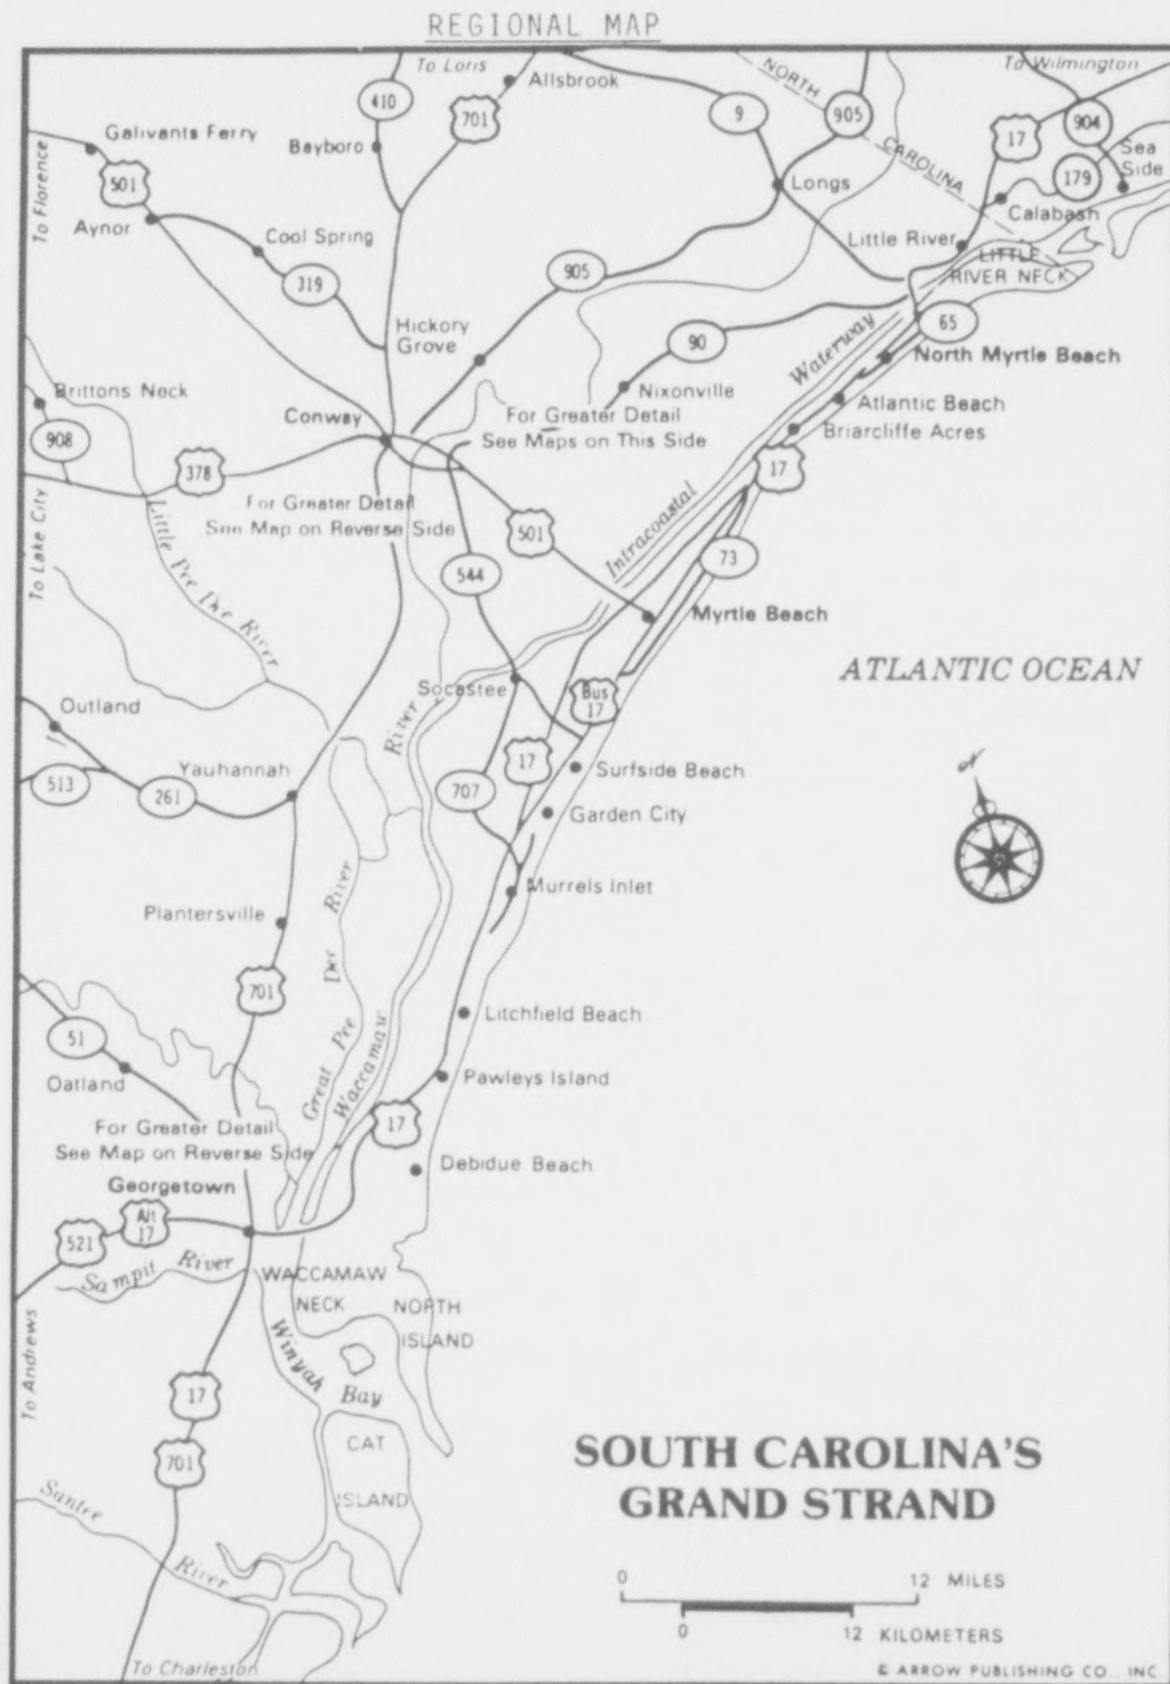 REGIONAL MAP
To Loris
Allsbrook
To Wilmington
NORTH
CAROLINA
410
701
9
905
17
904
Galivants Ferry
Bayboro
Sea
Side
179
501
To Florence
Longs
Calabash
Aynor
Cool Spring
Little River
LITTLE
RIVER NECK
319
905
65
Hickory
Grove
90
Waterway
North Myrtle Beach
Brittons Neck
Nixonville
Atlantic Beach
Conway
For Greater Detail
See Maps on This Side
Briarcliffe Acres
908
378
17
For Greater Detail
See Map on Reverse Side
To Lake City
Little Pee Dee River
501
Intracoastal
73
544
Myrtle Beach
ATLANTIC OCEAN
Socastee
Bus
17
Outland
River
17
Yauhannah
Surfside Beach
513
261
707
Garden City
Murrels Inlet
Plantersville
River
Dee
701
Litchfield Beach
51
Pee
Great
Waccamaw
Oatland
Pawleys Island
For Greater Detail
See Map on Reverse Side
17
Debidue Beach
Georgetown
Alt
17
521
Sampit River
WACCAMAW
NECK
NORTH
ISLAND
To Andrews
Winyah
Bay
17
CAT
ISLAND
701
SOUTH CAROLINA'S
GRAND STRAND
Santee
River
0 12 MILES
0 12 KILOMETERS
To Charleston
© ARROW PUBLISHING CO., INC.